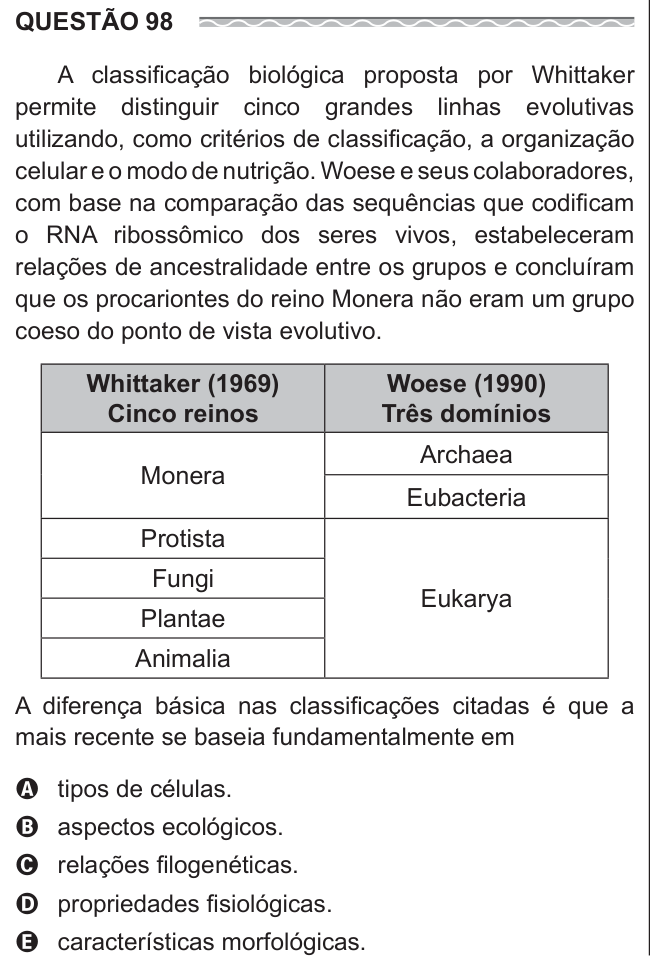 QUESTÃO 98
A classificação biológica proposta por Whittaker
permite distinguir cinco grandes linhas evolutivas
utilizando, como critérios de classificação, a organização
celular e o modo de nutrição. Woese e seus colaboradores,
com base na comparação das sequências que codificam
o RNA ribossômico dos seres vivos, estabeleceram
relações de ancestralidade entre os grupos e concluíram
que os procariontes do reino Monera não eram um grupo
coeso do ponto de vista evolutivo.
Whittaker (1969)
Cinco reinos
Woese (1990)
Três domínios
Monera
Archaea
Eubacteria
Protista
Fungi
Plantae
Animalia
Eukarya
A diferença básica nas classificações citadas é que a
mais recente se baseia fundamentalmente em
A tipos de células.
B aspectos ecológicos.
C relações filogenéticas.
D propriedades fisiológicas.
E características morfológicas.